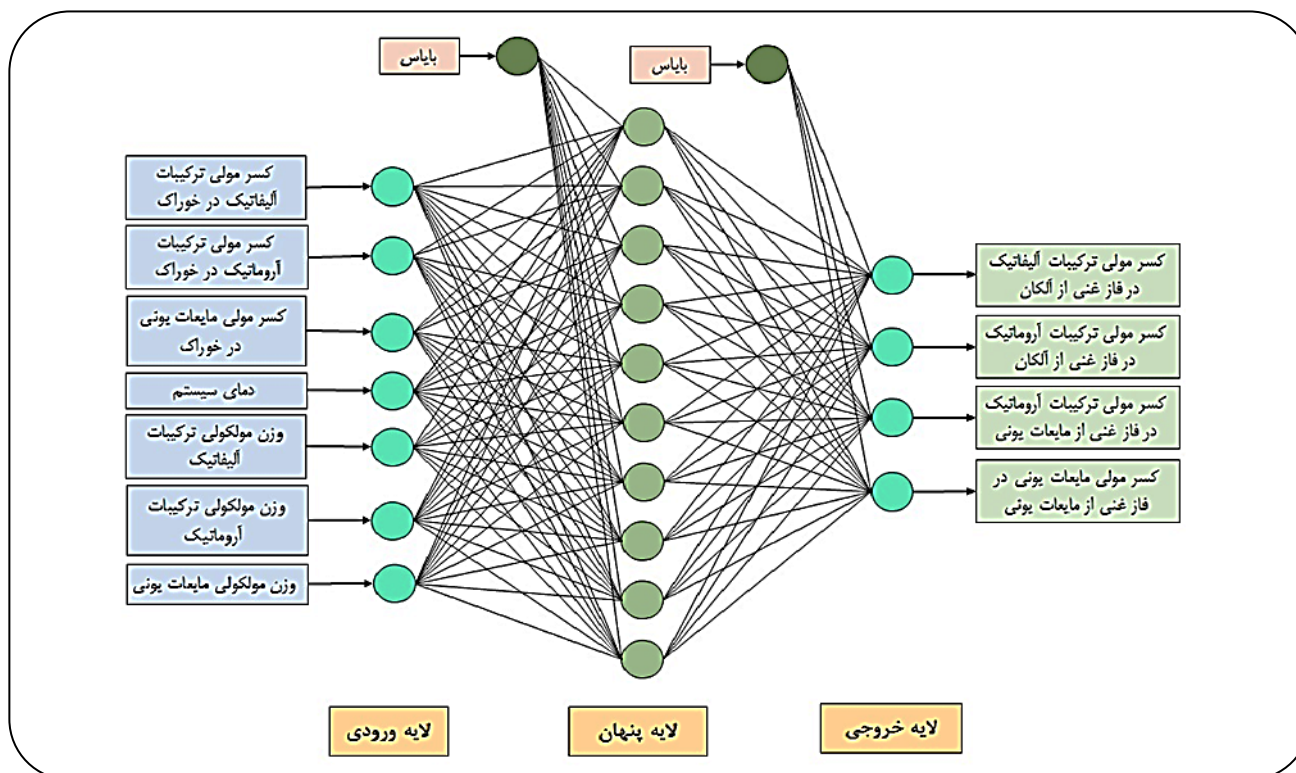 بایاس
بایاس
کسر مولی ترکیبات
آلیفاتیک در خوراک
کسر مولی ترکیبات
آروماتیک در خوراک
کسر مولی مایعات یونی
در خوراک
دمای سیستم
وزن مولکولی ترکیبات
آلیفاتیک
وزن مولکولی ترکیبات
آروماتیک
وزن مولکولی مایعات یونی
کسر مولی ترکیبات آلیفاتیک
در فاز غنی از آلکان
کسر مولی ترکیبات آروماتیک
در فاز غنی از آلکان
کسر مولی ترکیبات آروماتیک
در فاز غنی از مایعات یونی
کسر مولی مایعات یونی در
فاز غنی از مایعات یونی
لایه ورودی
لایه پنهان
لایه خروجی